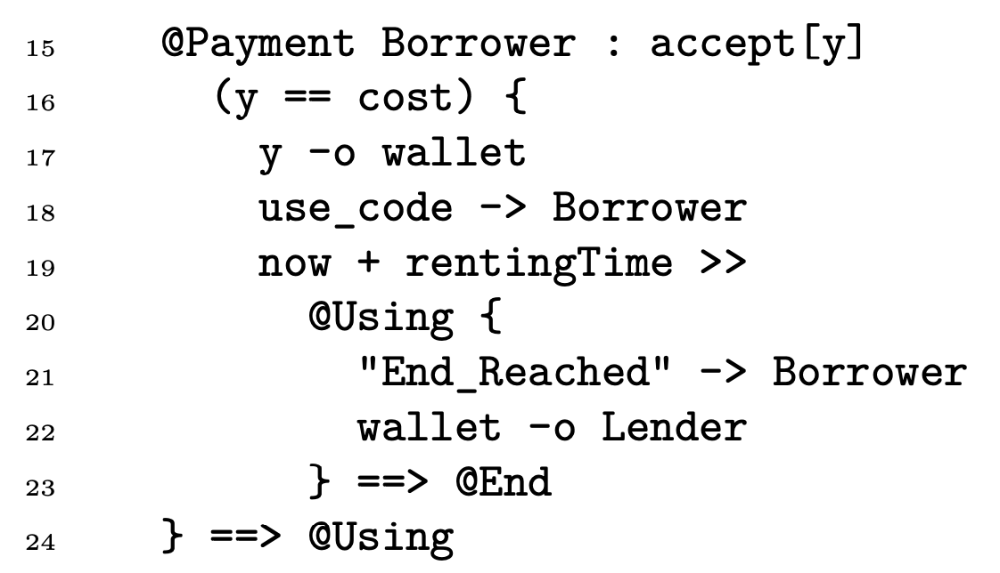 15 @Payment Borrower : accept[y]
16 (y == cost) {
17 y -o wallet
18 use_code -> Borrower
19 now + rentingTime >>
20 @Using {
21 "End_Reached" -> Borrower
22 wallet -o Lender
23 } ==> @End
24 } ==> @Using